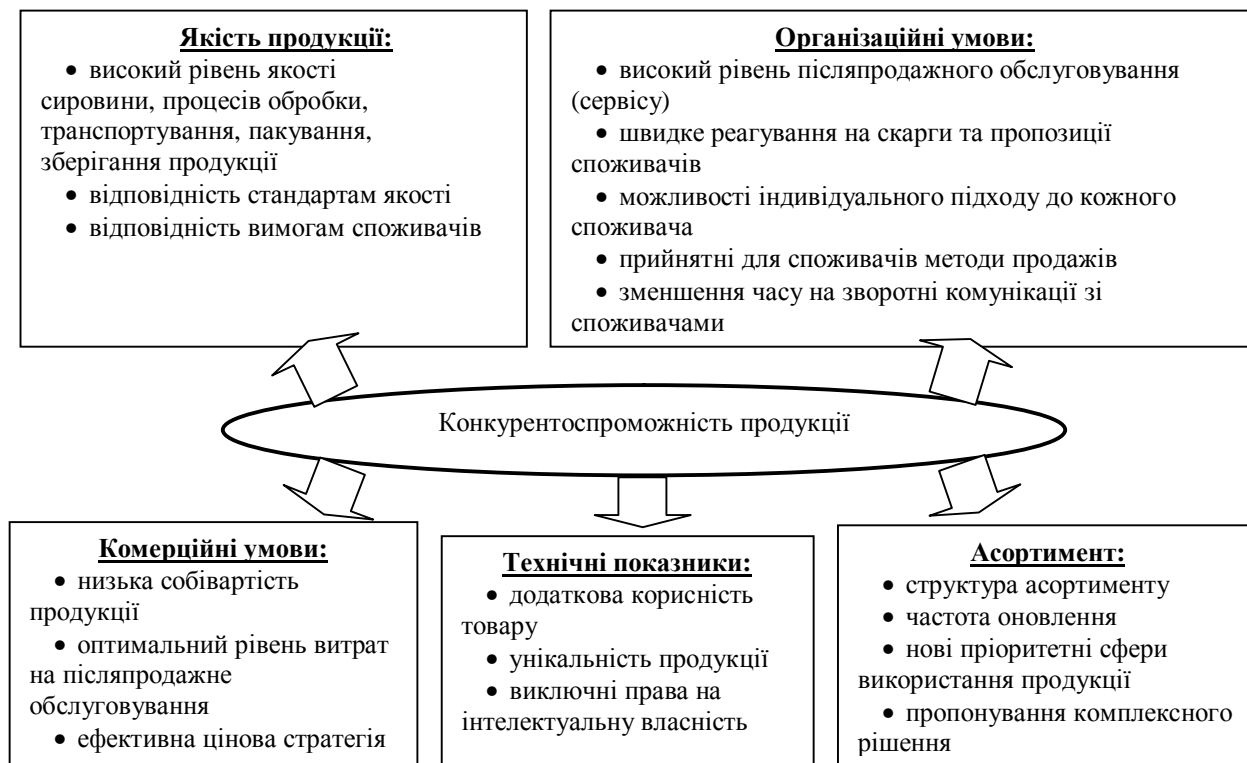 Якість продукції:
• високий рівень якості
сировини, процесів обробки,
транспортування, пакування,
зберігання продукції
• відповідність стандартам якості
• відповідність вимогам споживачів
Організаційні умови:
• високий рівень післяпродажного обслуговування
(сервісу)
• швидке реагування на скарги та пропозиції
споживачів
• можливості індивідуального підходу до кожного
споживача
• прийнятні для споживачів методи продажів
• зменшення часу на зворотні комунікації зі
споживачами
Конкурентоспроможність продукції
Комерційні умови:
• низька собівартість
продукції
• оптимальний рівень витрат
на післяпродажне
обслуговування
• ефективна цінова стратегія
Технічні показники:
• додаткова корисність
товару
• унікальність продукції
• виключні права на
інтелектуальну власність
Асортимент:
• структура асортименту
• частота оновлення
• нові пріоритетні сфери
використання продукції
• пропонування комплексного
рішення